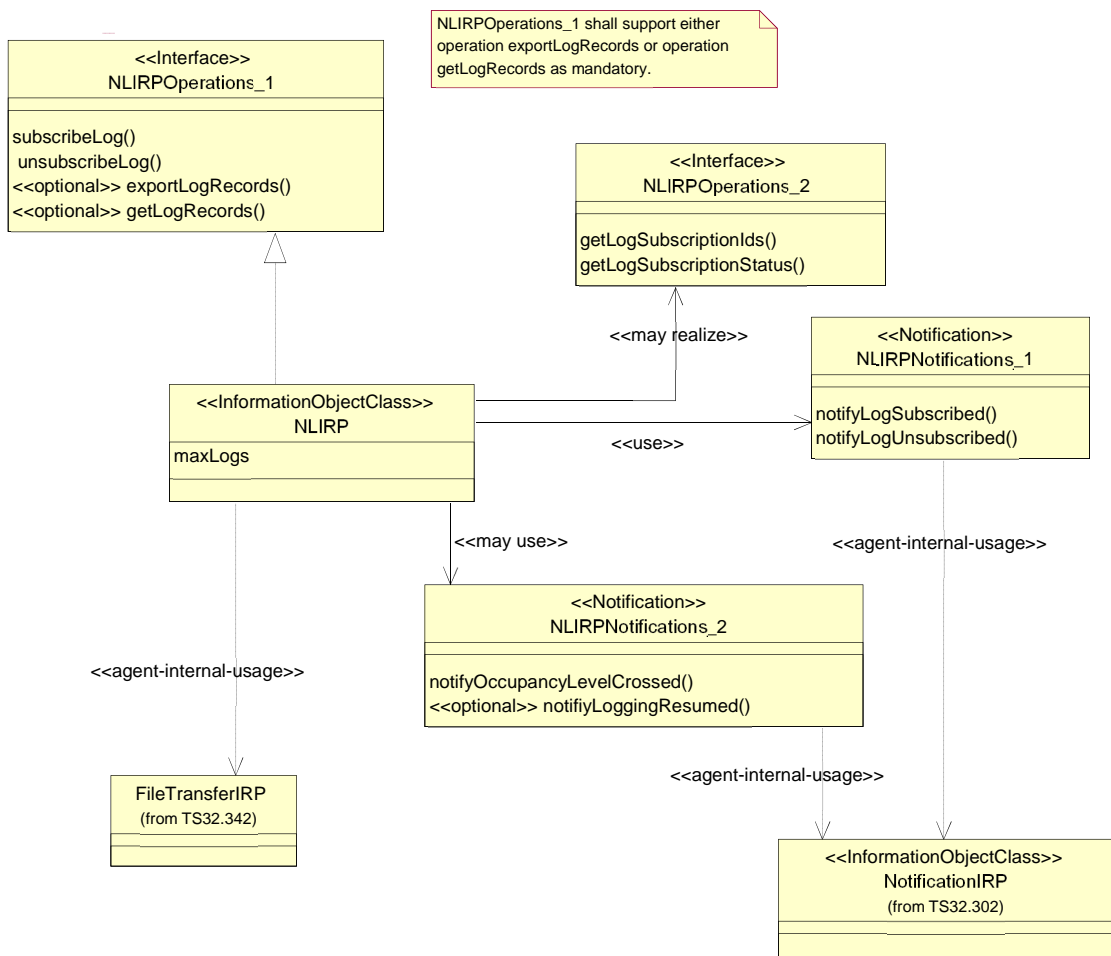 NLIRPOperations_1 shall support either
operation exportLogRecords or operation
getLogRecords as mandatory.
<<Interface>>
NLIRPOperations_1
subscribeLog()
unsubscribeLog()
<<optional>> exportLogRecords()
<<optional>> getLogRecords()
<<Interface>>
NLIRPOperations_2
getLogSubscriptionIds()
getLogSubscriptionStatus()
<<may realize>>
<<Notification>>
NLIRPNotifications_1
notifyLogSubscribed()
notifyLogUnsubscribed()
<<InformationObjectClass>>
NLIRP
maxLogs
<<use>>
<<may use>>
<<agent-internal-usage>>
<<Notification>>
NLIRPNotifications_2
notifyOccupancyLevelCrossed()
<<optional>> notifiyLoggingResumed()
<<agent-internal-usage>>
<<agent-internal-usage>>
FileTransferIRP
(from TS32.342)
<<InformationObjectClass>>
NotificationIRP
(from TS32.302)